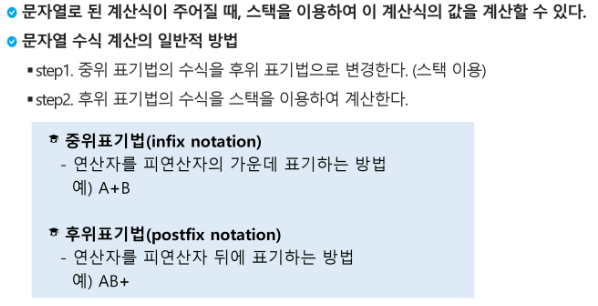 문자열로 된 계산식이 주어질 때, 스택을 이용하여 이 계산식의 값을 계산할 수 있다.
문자열 수식 계산의 일반적 방법
▪step1. 중위 표기법의 수식을 후위 표기법으로 변경한다. (스택 이용)
▪step2. 후위 표기법의 수식을 스택을 이용하여 계산한다.
중위표기법(infix notation)
- 연산자를 피연산자의 가운데 표기하는 방법
예) A+B
후위표기법(postfix notation)
- 연산자를 피연산자 뒤에 표기하는 방법
예) AB+